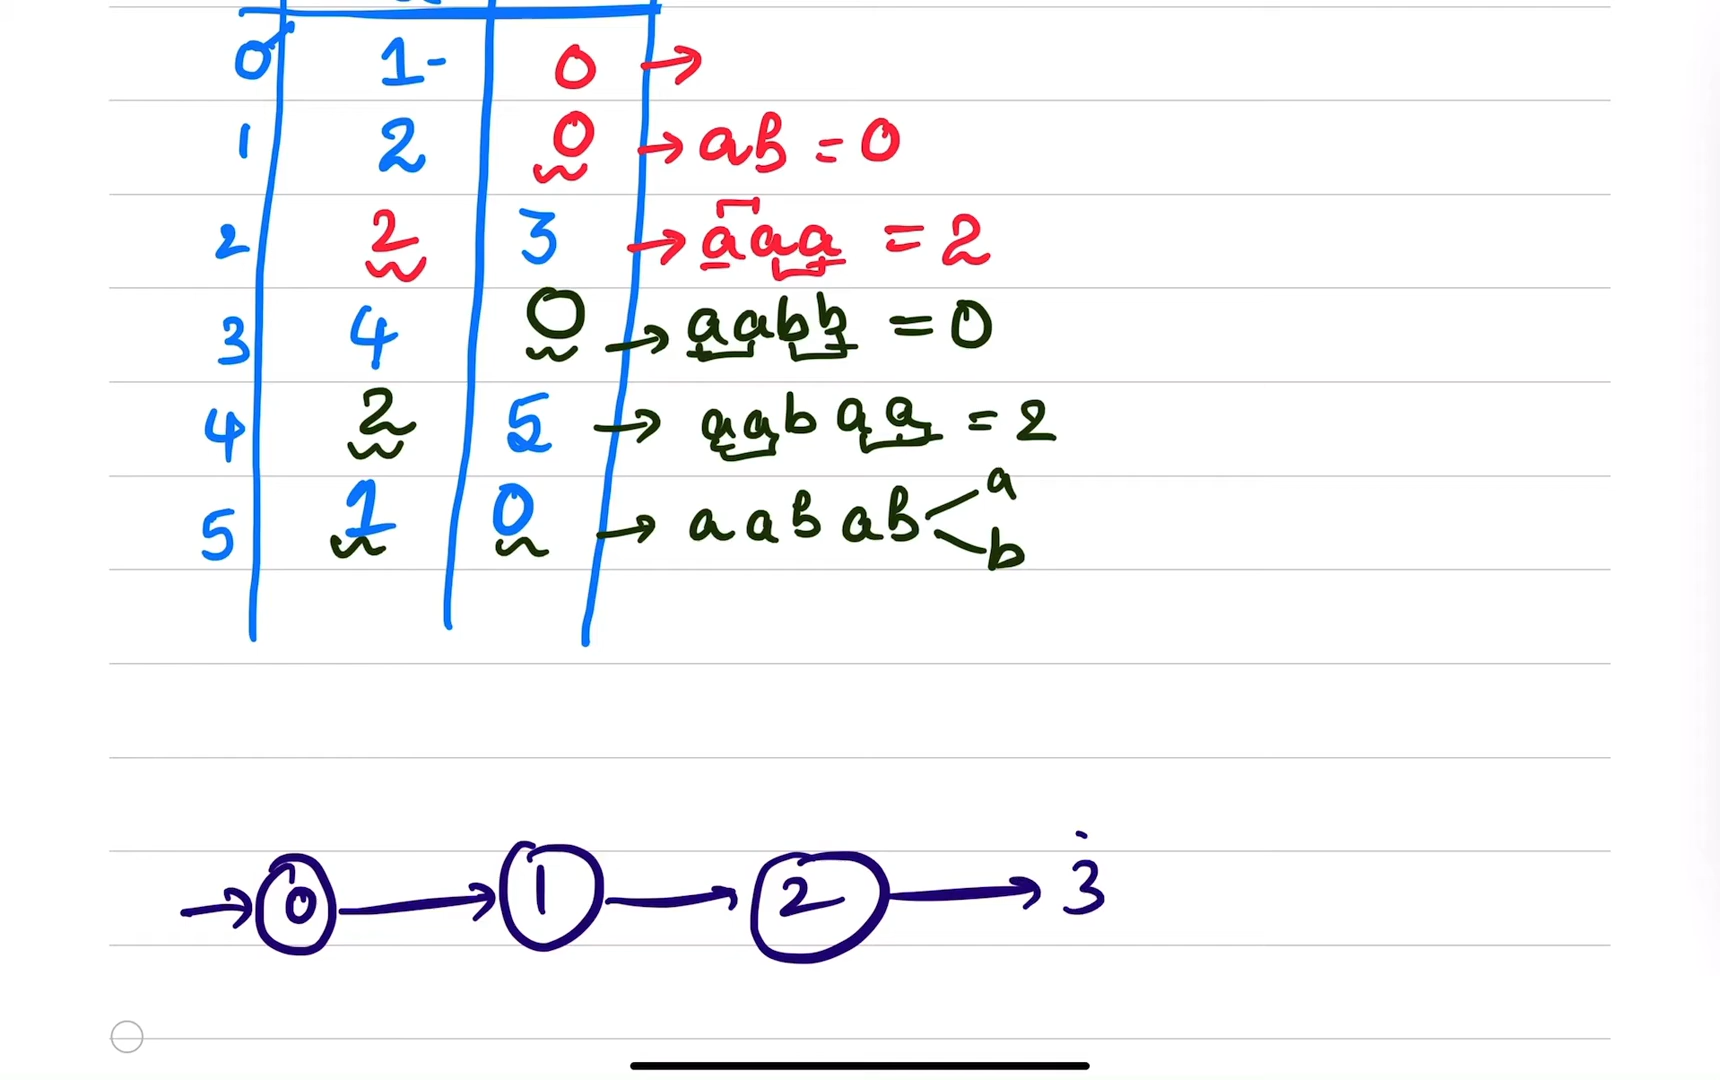 0 1- 0 →
1 2 0 → ab = 0
2 2 3 → aaa = 2
3 4 0 → aabb = 0
4 2 5 → aabaa = 2
5 1 0 → aabab < a
b
→ 0 → 1 → 2 → 3